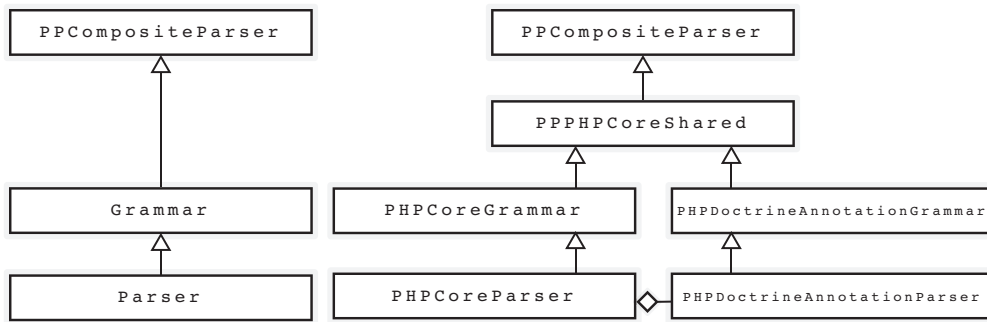 PPCompositeParser
PPCompositeParser
PPPHPCoreShared
Grammar
PHPCoreGrammar
PHPDoctrineAnnotationGrammar
Parser
PHPCoreParser
PHPDoctrineAnnotationParser